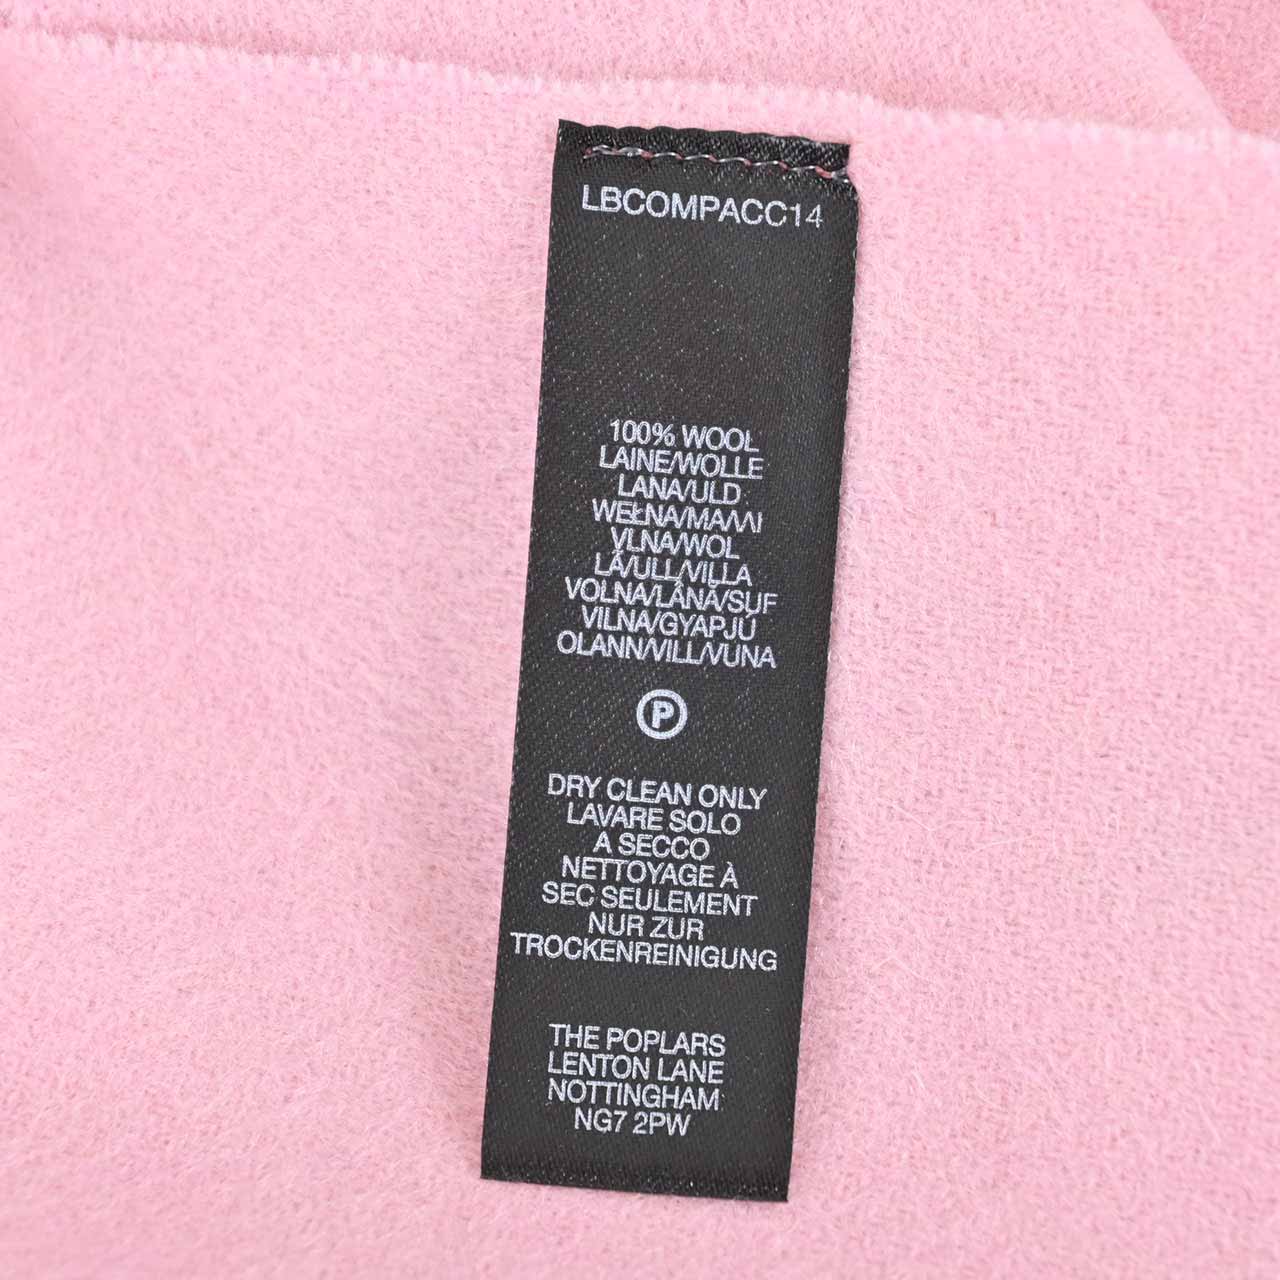 LBCOMPACC14
100% WOOL
LAINE/WOLLE
LANA/ULD
WEŁNA/MAΛΛI
VLNA/WOL
LÃ/ULL/VILLA
VOLNA/LÂNĂ/SUF
VILNA/GYAPJÚ
OLANN/VILL/VUNA
P
DRY CLEAN ONLY
LAVARE SOLO
A SECCO
NETTOYAGE À
SEC SEULEMENT
NUR ZUR
TROCKENREINIGUNG
THE POPLARS
LENTON LANE
NOTTINGHAM
NG7 2PW